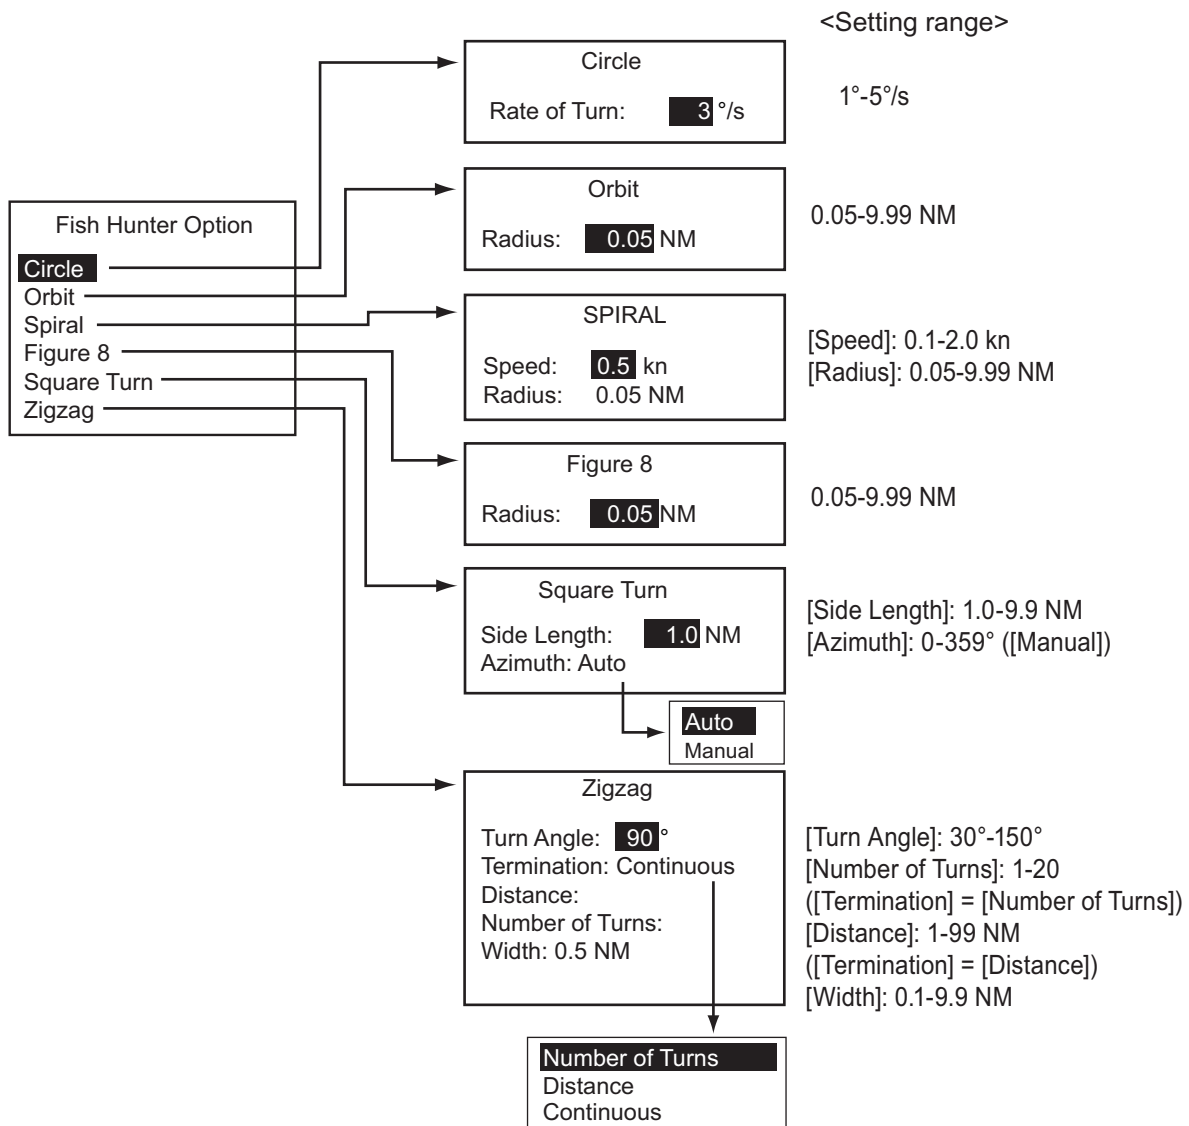 <Setting range>
Circle
Rate of Turn: 3 °/s
1°-5°/s
Orbit
Radius: 0.05 NM
0.05-9.99 NM
Fish Hunter Option
Circle
Orbit
Spiral
Figure 8
Square Turn
Zigzag
SPIRAL
Speed: 0.5 kn
Radius: 0.05 NM
[Speed]: 0.1-2.0 kn
[Radius]: 0.05-9.99 NM
Figure 8
Radius: 0.05 NM
0.05-9.99 NM
Square Turn
Side Length: 1.0 NM
Azimuth: Auto
[Side Length]: 1.0-9.9 NM
[Azimuth]: 0-359° ([Manual])
Auto
Manual
Zigzag
Turn Angle: 90 °
Termination: Continuous
Distance:
Number of Turns:
Width: 0.5 NM
[Turn Angle]: 30°-150°
[Number of Turns]: 1-20
([Termination] = [Number of Turns])
[Distance]: 1-99 NM
([Termination] = [Distance])
[Width]: 0.1-9.9 NM
Number of Turns
Distance
Continuous